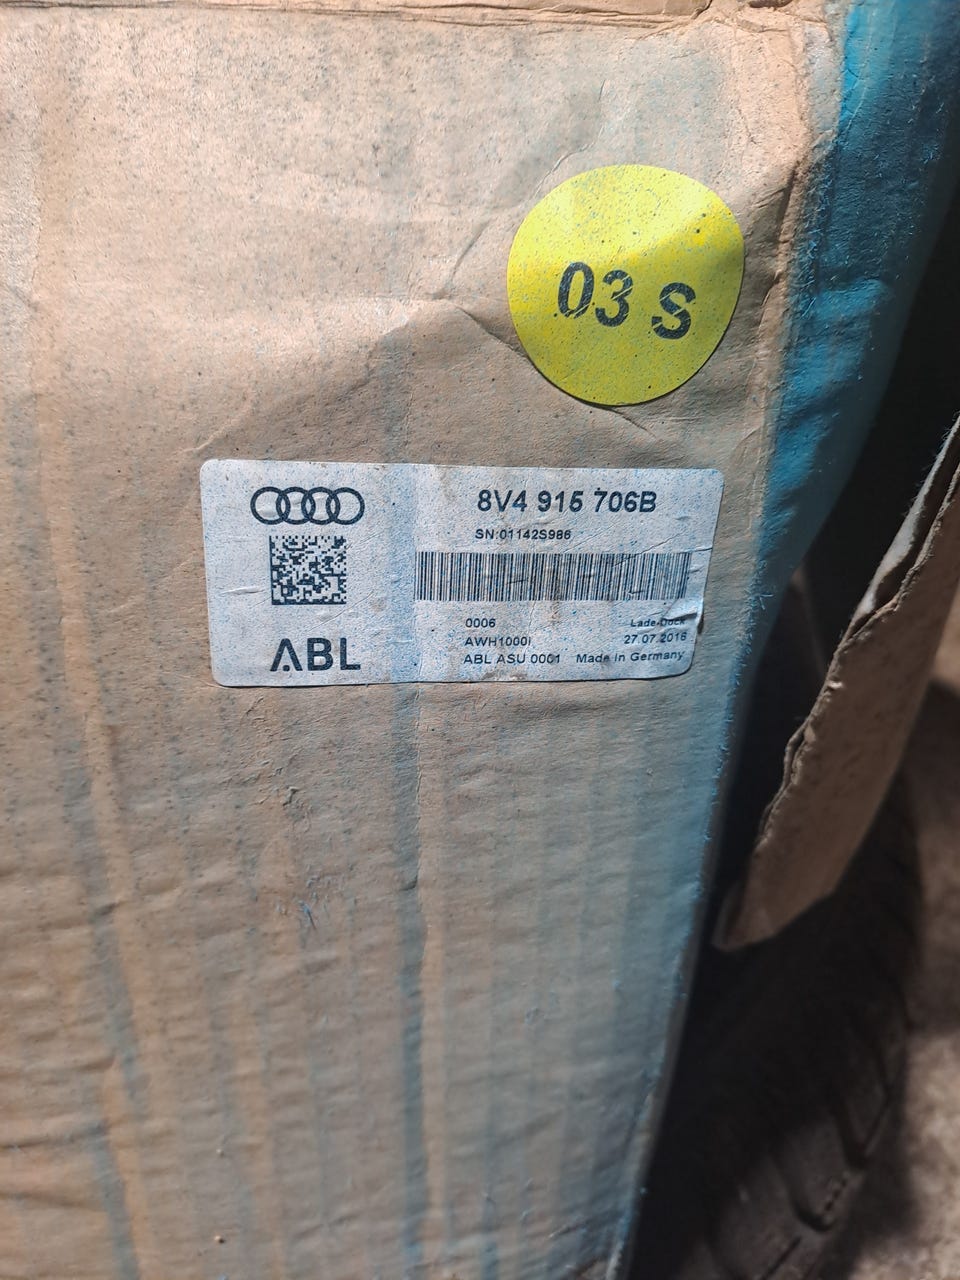 03 S
8V4 915 706B
SN:01142S986
0006
Lade-Dock
AWH1000I
27.07.2016
ABL ASU 0001 Made in Germany
ABL